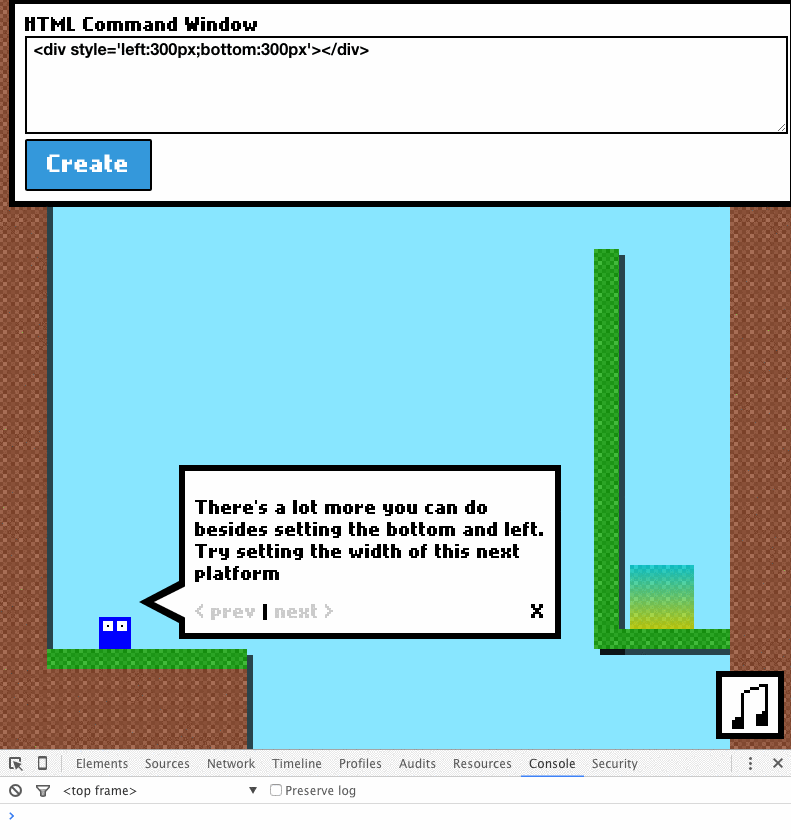 HTML Command Window
<div style='left:300px;bottom:300px'></div>
Create
There's a lot more you can do
besides setting the bottom and left.
Try setting the width of this next
platform
< prev | next >
X
Elements Sources Network Timeline Profiles Audits Resources Console Security
<top frame> ▼ Preserve log
>